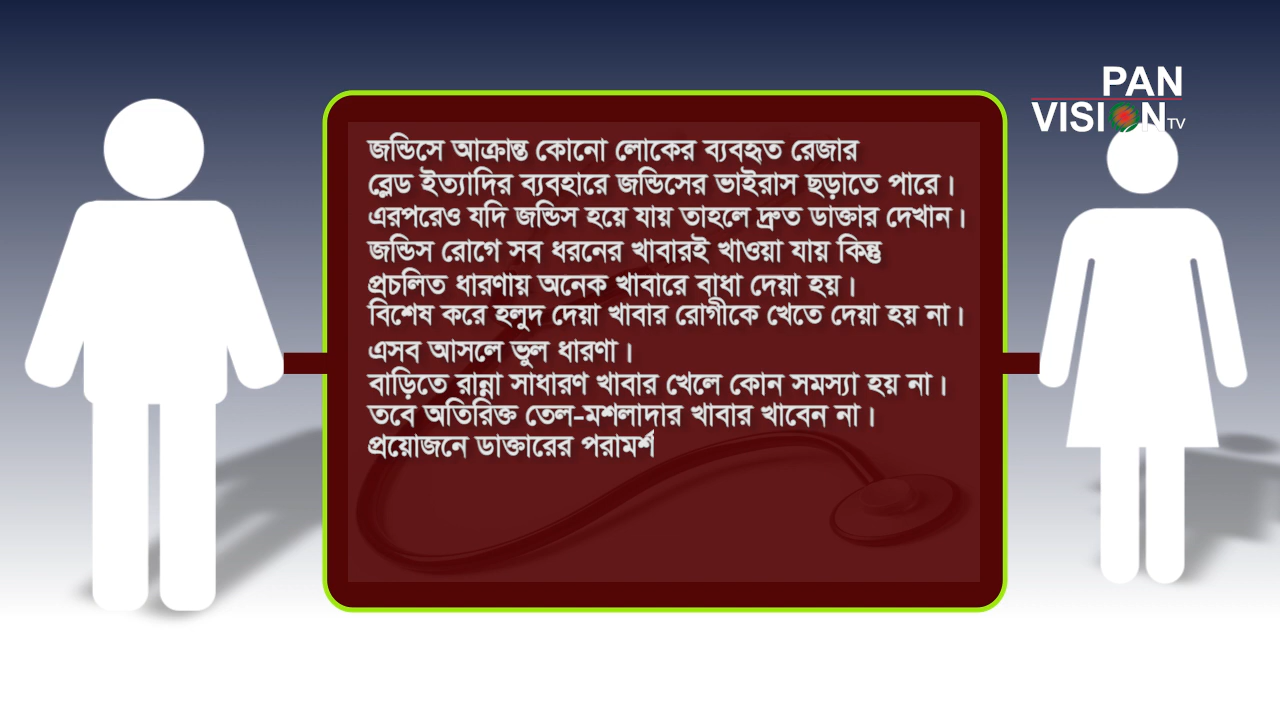 জন্ডিসে আক্রান্ত কোনো লোকের ব্যবহৃত রেজার
ব্লেড ইত্যাদির ব্যবহারে জন্ডিসের ভাইরাস ছড়াতে পারে।
এরপরেও যদি জন্ডিস হয়ে যায় তাহলে দ্রুত ডাক্তার দেখান।
জন্ডিস রোগে সব ধরনের খাবারই খাওয়া যায় কিন্তু
প্রচলিত ধারণায় অনেক খাবারে বাধা দেয়া হয়।
বিশেষ করে হলুদ দেয়া খাবার রোগীকে খেতে দেয়া হয় না।
এসব আসলে ভুল ধারণা।
বাড়িতে রান্না সাধারণ খাবার খেলে কোন সমস্যা হয় না।
তবে অতিরিক্ত তেল-মশলাদার খাবার খাবেন না।
প্রয়োজনে ডাক্তারের পরামর্শ
PAN
VISION TV